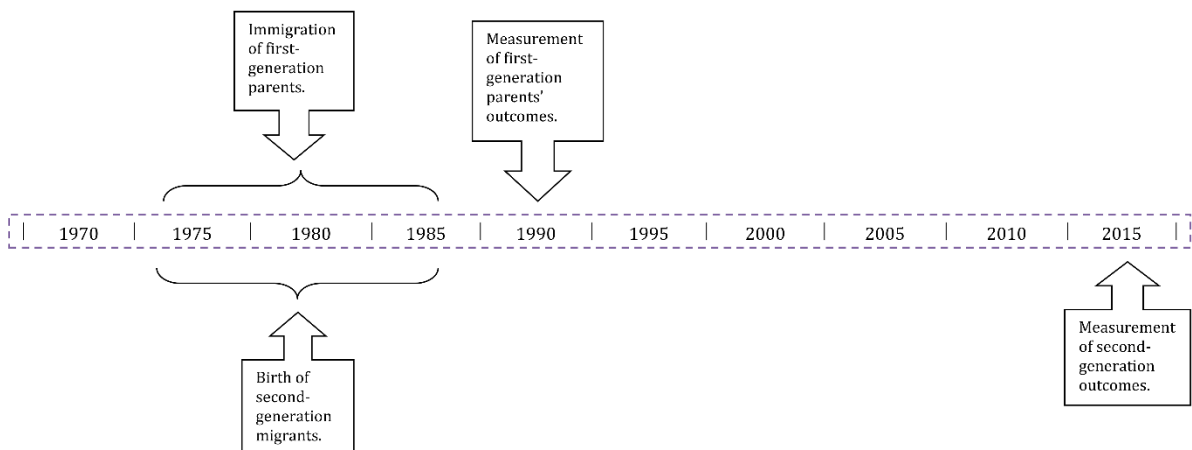 Immigration
of first-
generation
parents.
Measurement
of first-
generation
parents’
outcomes.
| 1970 | 1975 | 1980 | 1985 | 1990 | 1995 | 2000 | 2005 | 2010 | 2015 |
Birth of
second-
generation
migrants.
Measurement
of second-
generation
outcomes.